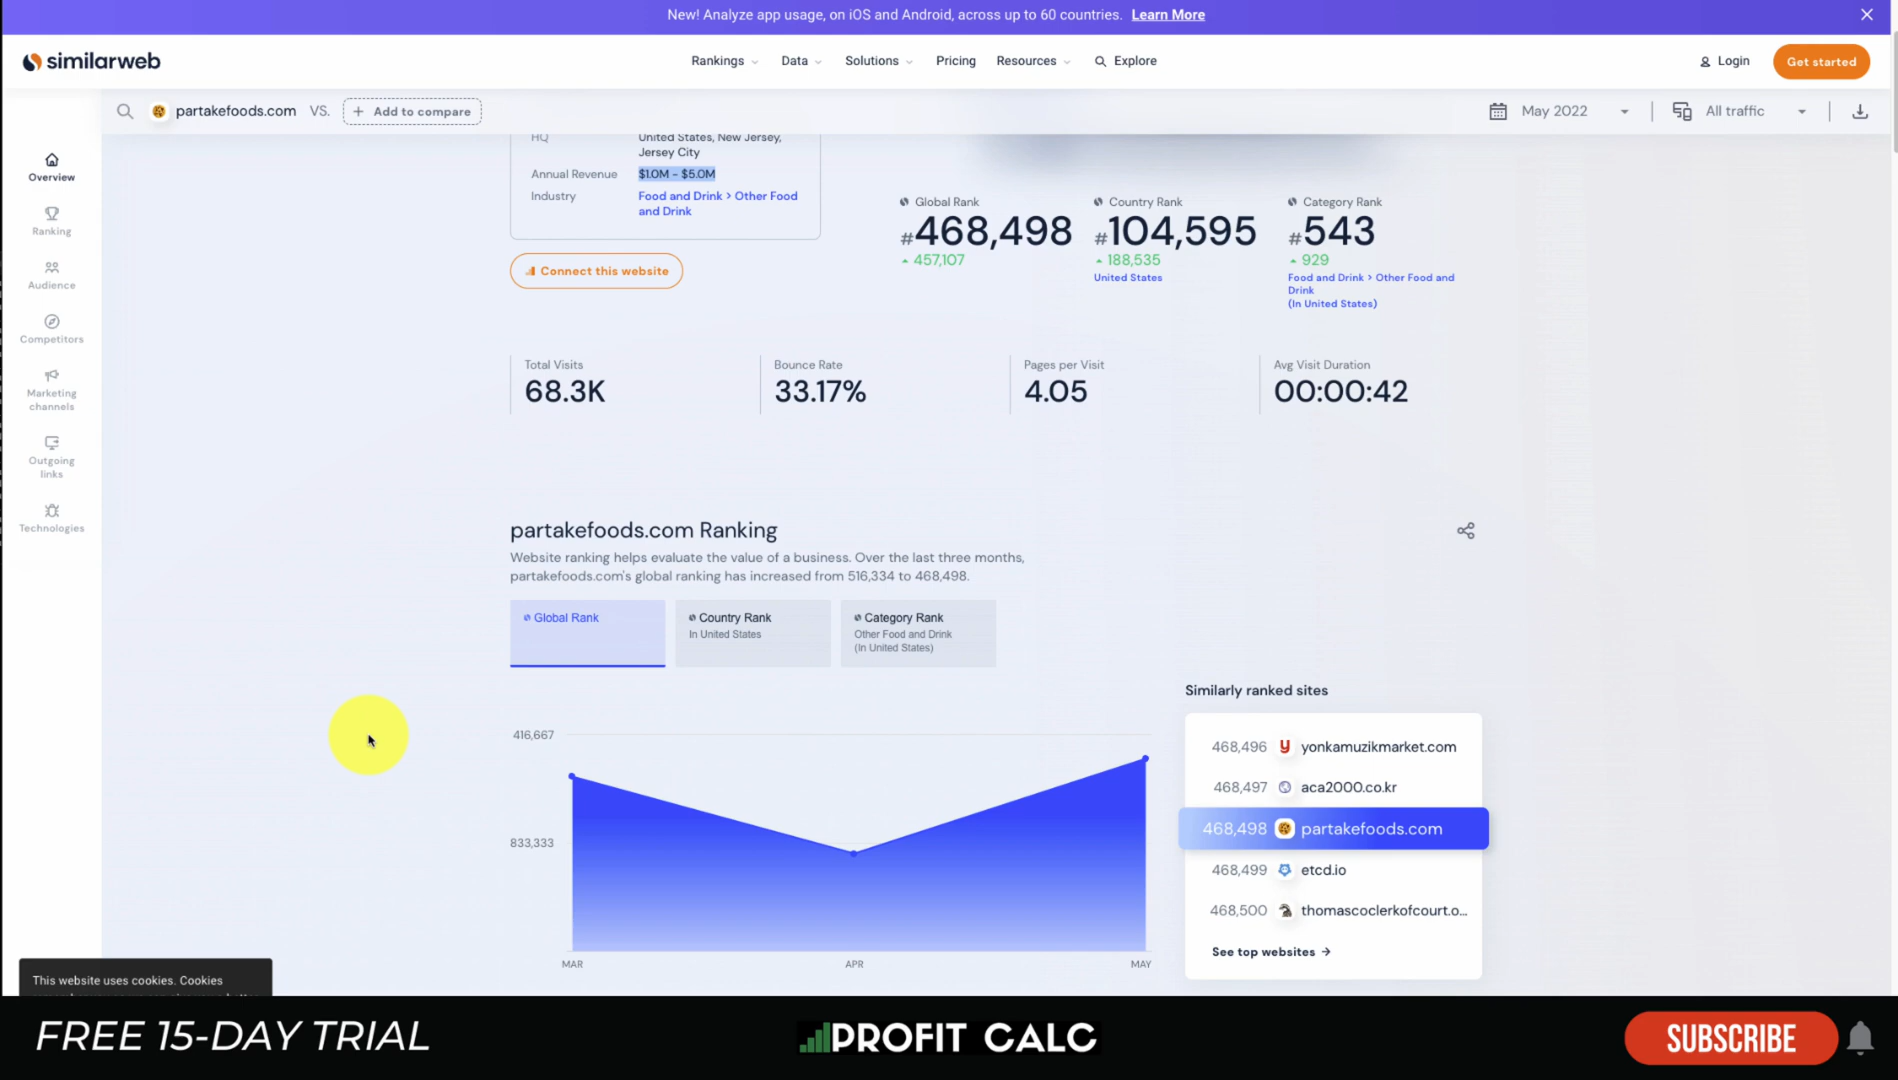 New! Analyze app usage, on iOS and Android, across up to 60 countries. Learn More
similarweb
Rankings Data Solutions Pricing Resources Explore
Login
Get started
partakefoods.com VS. + Add to compare
May 2022
All traffic
Overview
Ranking
Audience
Competitors
Marketing
channels
Outgoing
links
Technologies
HQ United States, New Jersey,
Jersey City
Annual Revenue $1.0M - $5.0M
Industry Food and Drink > Other Food
and Drink
Connect this website
Global Rank
#468,498
457,107
Country Rank
#104,595
188,535
United States
Category Rank
#543
929
Food and Drink > Other Food and
Drink
(In United States)
Total Visits
68.3K
Bounce Rate
33.17%
Pages per Visit
4.05
Avg Visit Duration
00:00:42
partakefoods.com Ranking
Website ranking helps evaluate the value of a business. Over the last three months,
partakefoods.com's global ranking has increased from 516,334 to 468,498.
Global Rank
Country Rank
In United States
Category Rank
Other Food and Drink
(In United States)
416,667
833,333
MAR
APR
MAY
Similarly ranked sites
468,496 yonkamuzikmarket.com
468,497 aca2000.co.kr
468,498 partakefoods.com
468,499 etcd.io
468,500 thomascoclerkofcourt.o...
See top websites →
This website uses cookies. Cookies
FREE 15-DAY TRIAL
PROFIT CALC
SUBSCRIBE